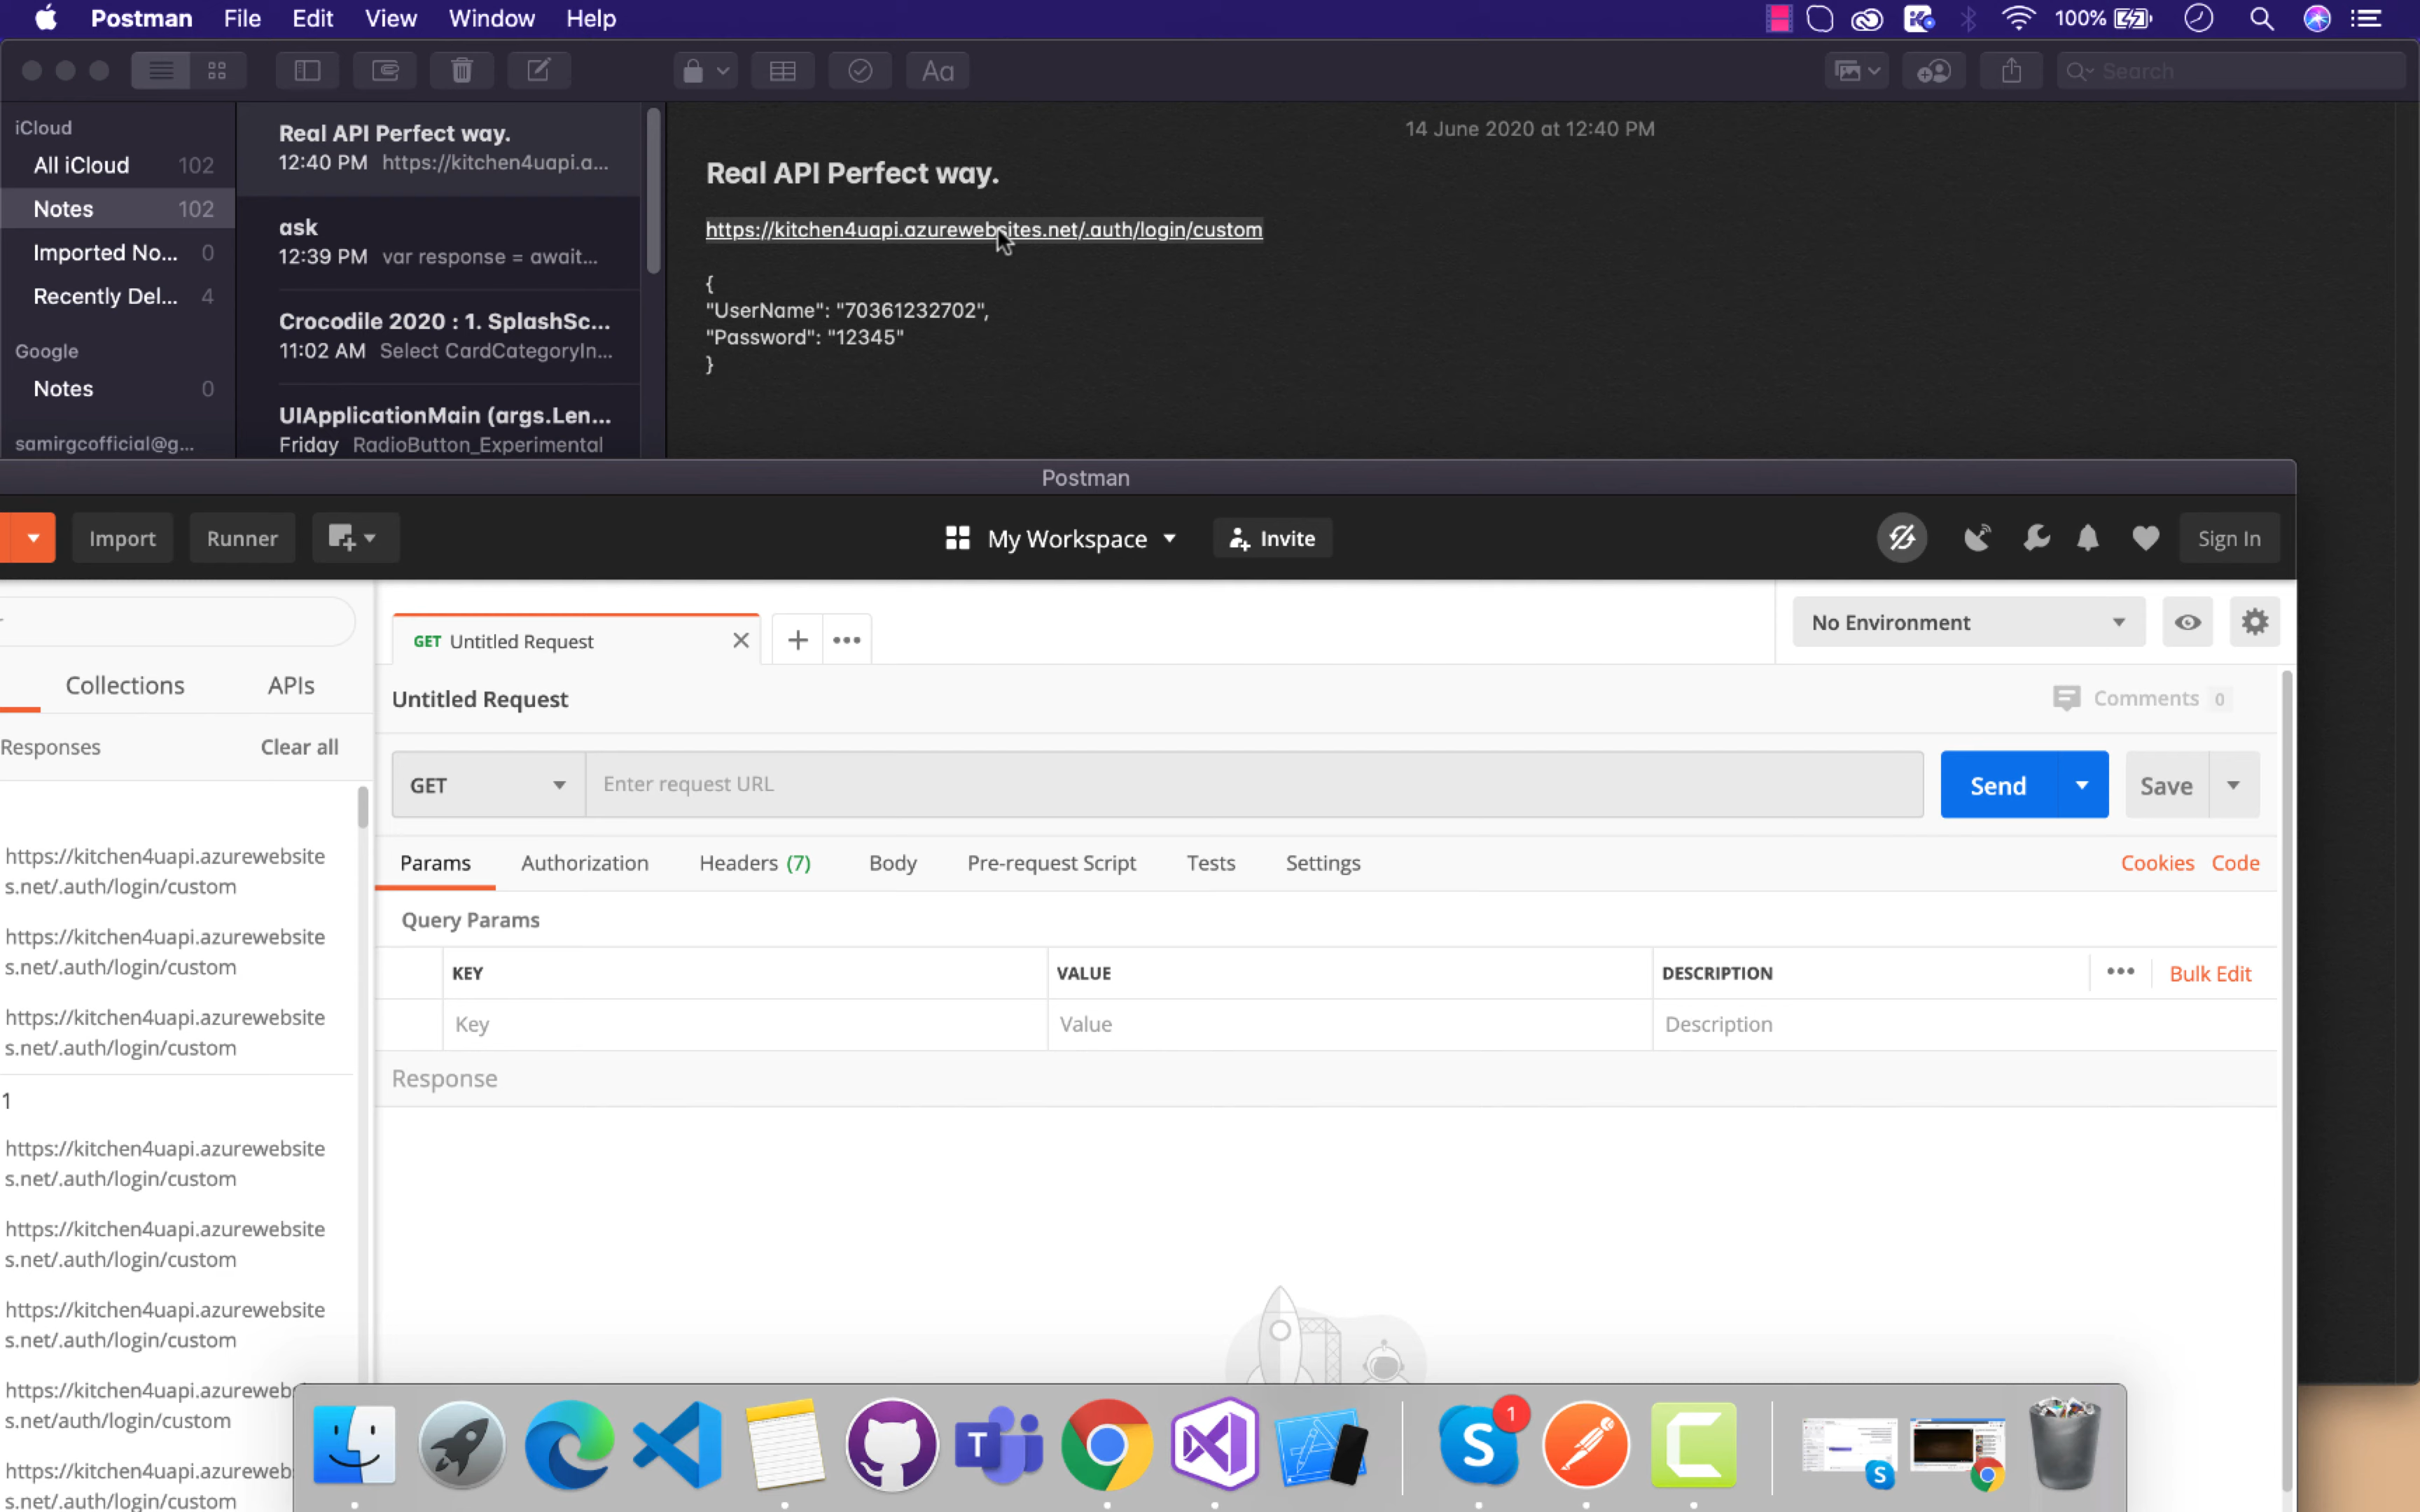 Postman File Edit View Window Help 100%
Aa Search
iCloud
All iCloud 102
Notes 102
Imported No... 0
Recently Del... 4
Google
Notes 0
samirgcofficial@g...
Real API Perfect way.
12:40 PM https://kitchen4uapi.a...
ask
12:39 PM var response = await...
Crocodile 2020 : 1. SplashSc...
11:02 AM Select CardCategoryIn...
UIApplicationMain (args.Len...
Friday RadioButton_Experimental
14 June 2020 at 12:40 PM
Real API Perfect way.
https://kitchen4uapi.azurewebsites.net/.auth/login/custom
{
"UserName": "70361232702",
"Password": "12345"
}
Postman
Import Runner My Workspace Invite Sign In
Collections APIs
Responses Clear all
https://kitchen4uapi.azurewebsite
s.net/.auth/login/custom
https://kitchen4uapi.azurewebsite
s.net/.auth/login/custom
https://kitchen4uapi.azurewebsite
s.net/.auth/login/custom
1
https://kitchen4uapi.azurewebsite
s.net/.auth/login/custom
https://kitchen4uapi.azurewebsite
s.net/.auth/login/custom
https://kitchen4uapi.azurewebsite
s.net/.auth/login/custom
https://kitchen4uapi.azureweb
s.net/auth/login/custom
https://kitchen4uapi.azureweb
s.net/auth/login/custom
GET Untitled Request
No Environment
Untitled Request Comments 0
GET Enter request URL Send Save
Params Authorization Headers (7) Body Pre-request Script Tests Settings Cookies Code
Query Params
KEY VALUE DESCRIPTION Bulk Edit
Key Value Description
Response
T
S
1
S